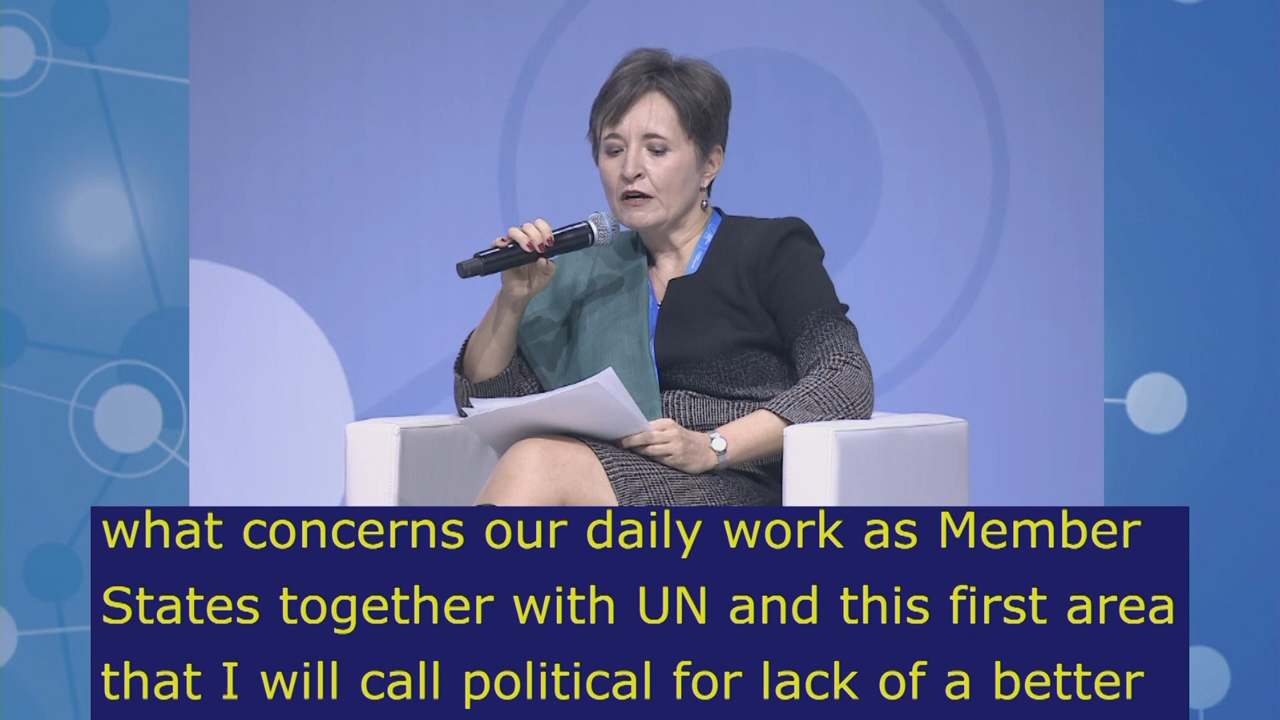 what concerns our daily work as Member
States together with UN and this first area
that I will call political for lack of a better